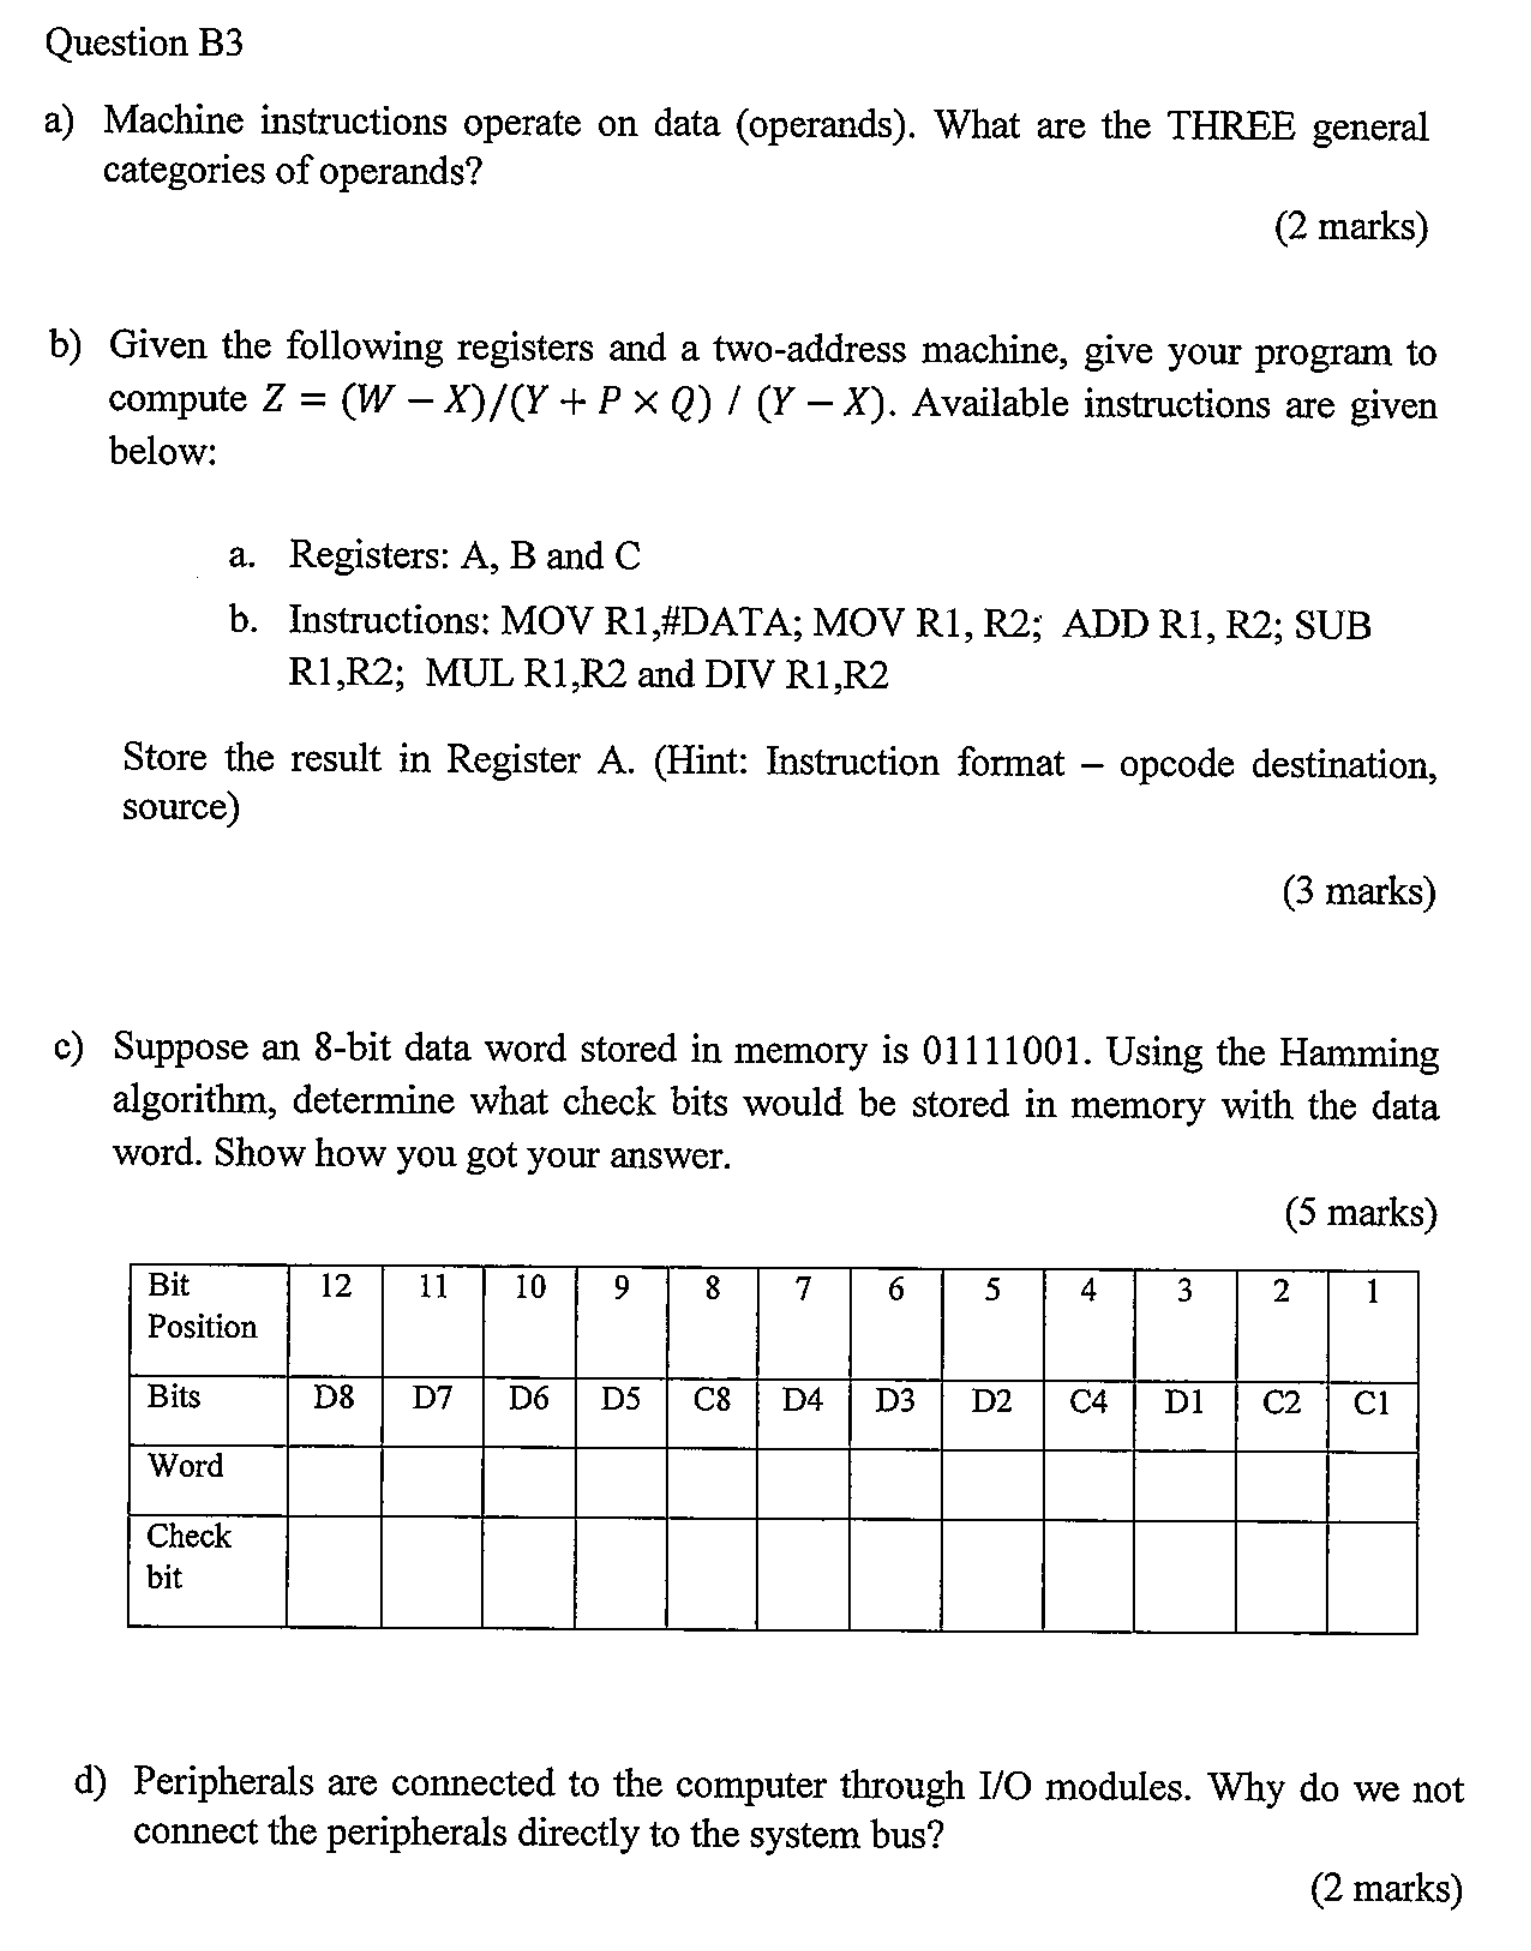 Question B3
a) Machine instructions operate on data (operands). What are the THREE general
categories of operands?
(2 marks)
b) Given the following registers and a two-address machine, give your program to
compute Z = (W − X)/(Y + P × Q) / (Y − X). Available instructions are given
below:
a. Registers: A, B and C
b. Instructions: MOV R1,#DATA; MOV R1, R2; ADD R1, R2; SUB
R1,R2; MUL R1,R2 and DIV R1,R2
Store the result in Register A. (Hint: Instruction format – opcode destination,
source)
(3 marks)
c) Suppose an 8-bit data word stored in memory is 01111001. Using the Hamming
algorithm, determine what check bits would be stored in memory with the data
word. Show how you got your answer.
(5 marks)
Bit 12 11 10 9 8 7 6 5 4 3 2 1
Position
Bits D8 D7 D6 D5 C8 D4 D3 D2 C4 D1 C2 C1
Word
Check
bit
d) Peripherals are connected to the computer through I/O modules. Why do we not
connect the peripherals directly to the system bus?
(2 marks)